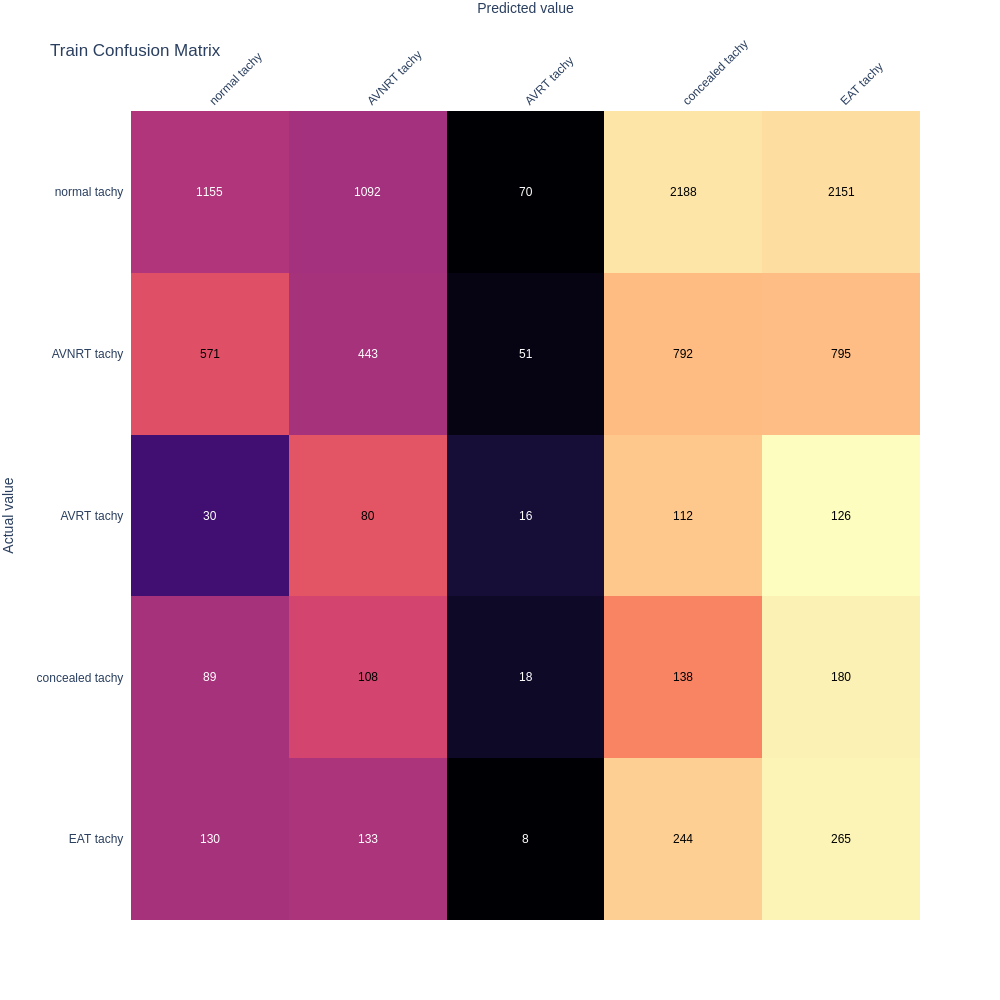 Predicted value
Train Confusion Matrix
normal tachy AVNRT tachy AVRT tachy concealed tachy EAT tachy
normal tachy 1155 1092 70 2188 2151
AVNRT tachy 571 443 51 792 795
Actual value
AVRT tachy 30 80 16 112 126
concealed tachy 89 108 18 138 180
EAT tachy 130 133 8 244 265